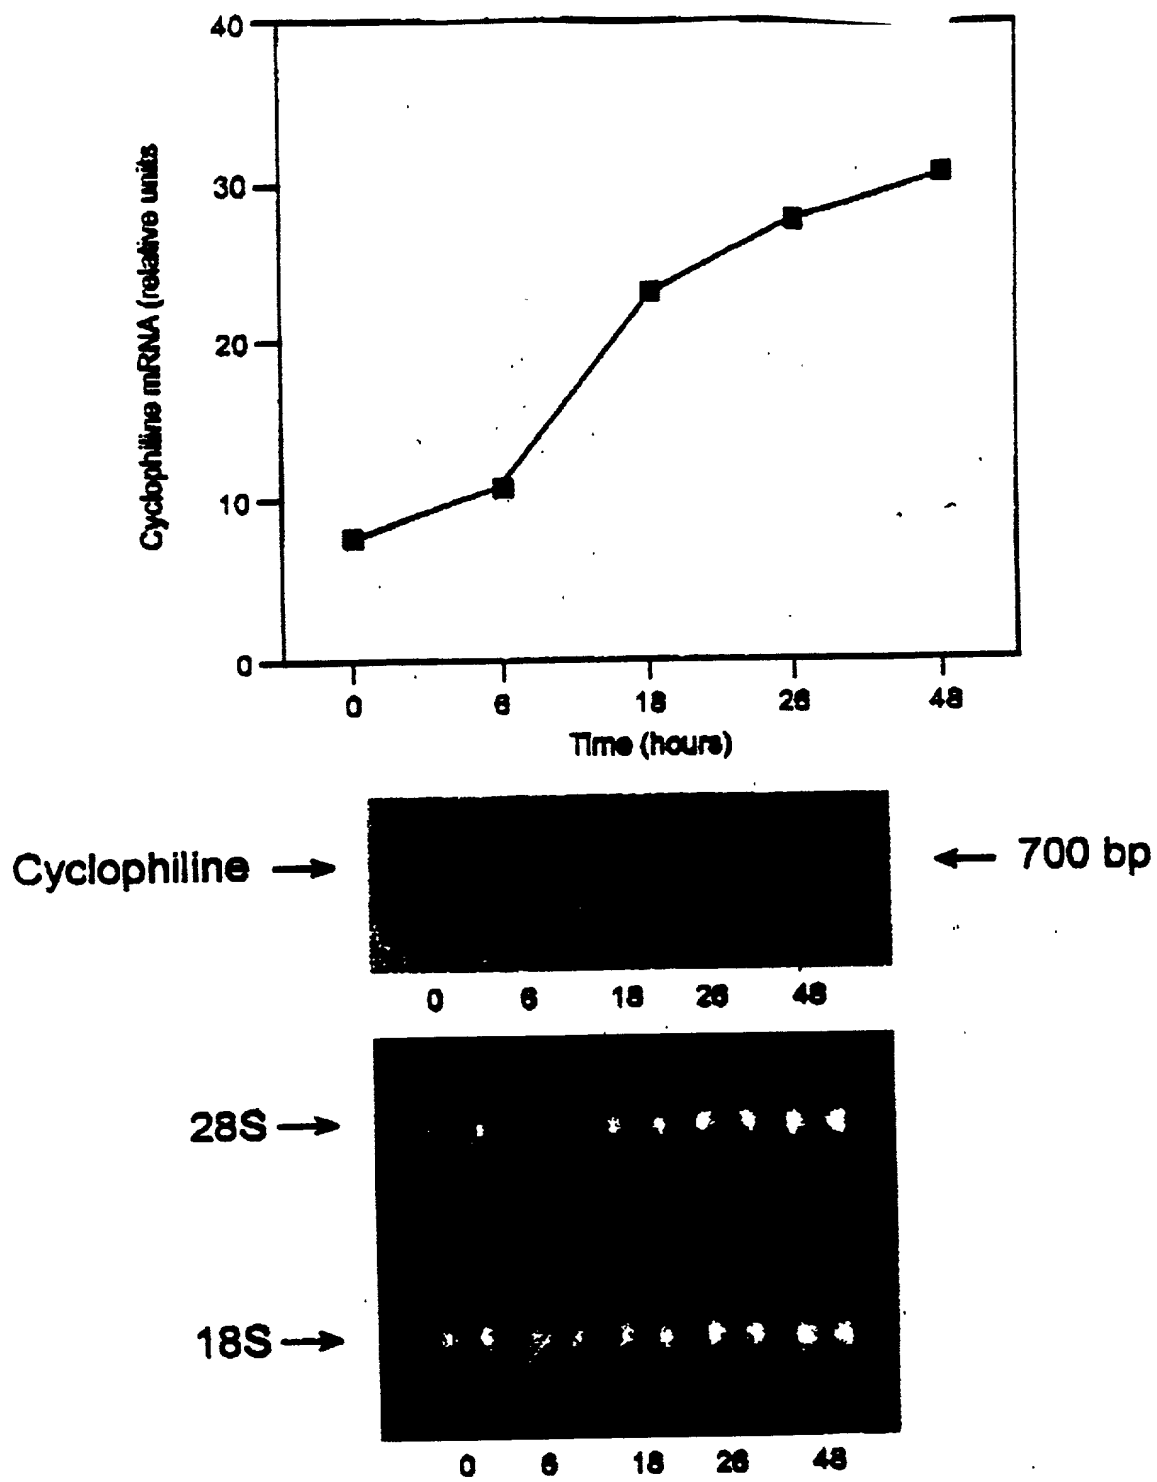 40
30
20
10
0
Cyclophiline mRNA (relative units
0 6 18 26 48
Time (hours)
Cyclophiline
700 bp
0 6 18 26 48
28S
18S
0 6 18 26 48